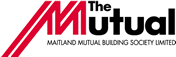 The
Mutual
MAITLAND MUTUAL BUILDING SOCIETY LIMITED